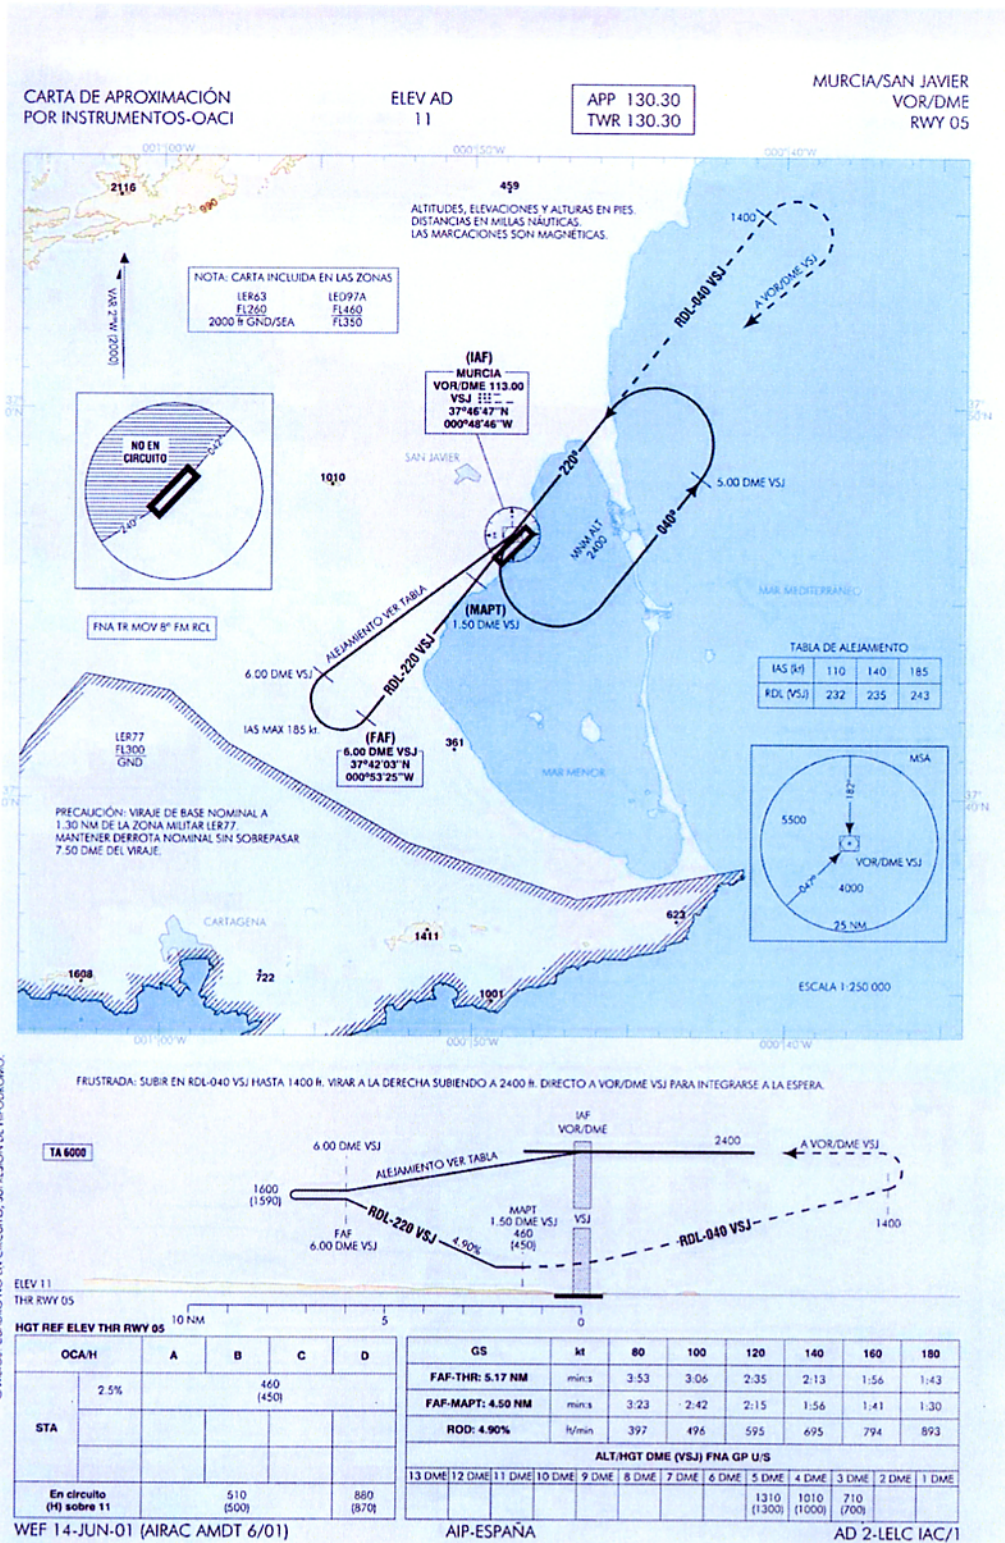 CARTA DE APROXIMACIÓN
POR INSTRUMENTOS-OACI
ELEV AD
11
APP 130.30
TWR 130.30
MURCIA/SAN JAVIER
VOR/DME
RWY 05
001°00'W
000°50'W
000°40'W
2116
990
459
ALTITUDES, ELEVACIONES Y ALTURAS EN PIES.
DISTANCIAS EN MILLAS NÁUTICAS.
LAS MARCACIONES SON MAGNÉTICAS.
1400
A VOR/DME VSJ
RDL-040 VSJ
VAR 2°W (2000)
NOTA: CARTA INCLUIDA EN LAS ZONAS
LER63 LED97A
FL260 FL460
2000 ft GND/SEA FL350
(IAF)
MURCIA
VOR/DME 113.00
VSJ
37°46'47"N
000°48'46"W
NO EN
CIRCUITO
042°
240°
SAN JAVIER
1010
220°
040°
5.00 DME VSJ
MNM ALT
2400
MAR MEDITERRÁNEO
(MAPT)
1.50 DME VSJ
ALEJAMIENTO VER TABLA
RDL-220 VSJ
FNA TR MOV 8° FM RCL
6.00 DME VSJ
IAS MAX 185 kt.
(FAF)
6.00 DME VSJ
37°42'03"N
000°53'25"W
361
MAR MENOR
TABLA DE ALEJAMIENTO
IAS (kt) 110 140 185
RDL (VSJ) 232 235 243
LER77
FL300
GND
PRECAUCIÓN: VIRAJE DE BASE NOMINAL A
1.30 NM DE LA ZONA MILITAR LER77.
MANTENER DERROTA NOMINAL SIN SOBREPASAR
7.50 DME DEL VIRAJE.
MSA
182°
5500
VOR/DME VSJ
047°
4000
25 NM
CARTAGENA
1411
623
1608
722
1001
ESCALA 1:250 000
001°00'W
000°50'W
000°40'W
FRUSTRADA: SUBIR EN RDL-040 VSJ HASTA 1400 ft. VIRAR A LA DERECHA SUBIENDO A 2400 ft. DIRECTO A VOR/DME VSJ PARA INTEGRARSE A LA ESPERA.
TA 6000
6.00 DME VSJ
ALEJAMIENTO VER TABLA
IAF
VOR/DME
2400
A VOR/DME VSJ
1600
(1590)
RDL-220 VSJ
4.90%
FAF
6.00 DME VSJ
MAPT
1.50 DME VSJ
460
(450)
VSJ
RDL-040 VSJ
1400
ELEV 11
THR RWY 05
10 NM 5 0
HGT REF ELEV THR RWY 05
OCA/H A B C D
STA
2.5% 460
(450)
En circuito
(H) sobre 11
510
(500)
880
(870)
GS kt 80 100 120 140 160 180
FAF-THR: 5.17 NM min:s 3:53 3:06 2:35 2:13 1:56 1:43
FAF-MAPT: 4.50 NM min:s 3:23 2:42 2:15 1:56 1:41 1:30
ROD: 4.90% ft/min 397 496 595 695 794 893
ALT/HGT DME (VSJ) FNA GP U/S
13 DME 12 DME 11 DME 10 DME 9 DME 8 DME 7 DME 6 DME 5 DME 4 DME 3 DME 2 DME 1 DME
1310 1010 710
(1300) (1000) (700)
WEF 14-JUN-01 (AIRAC AMDT 6/01)
AIP-ESPAÑA
AD 2-LELC IAC/1